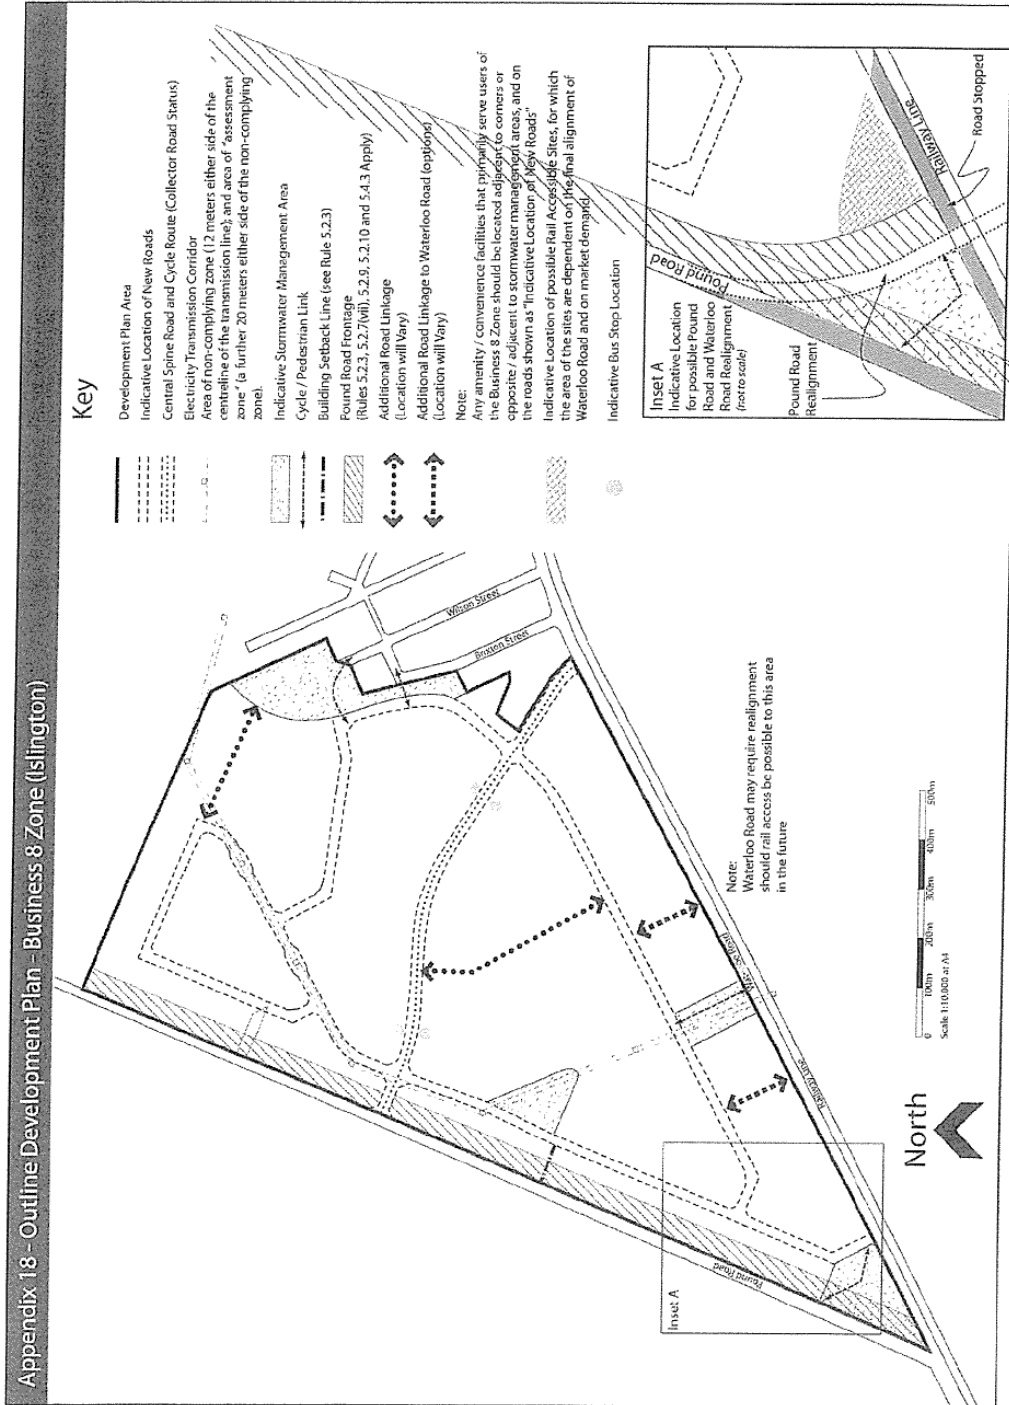 Appendix 18 - Outline Development Plan - Business 8 Zone (Islington)
Key
Development Plan Area
Indicative Location of New Roads
Central Spine Road and Cycle Route (Collector Road Status)
Electricity Transmission Corridor
Area of non-complying zone (12 meters either side of the
centreline of the transmission line); and area of "assessment
zone" (a further 20 meters either side of the non-complying
zone).
Indicative Stormwater Management Area
Cycle / Pedestrian Link
Building Setback Line (see Rule 5.2.3)
Pound Road Frontage
(Rules 5.2.3, 5.2.7(vii), 5.2.9, 5.2.10 and 5.4.3 Apply)
Additional Road Linkage
(Location will Vary)
Additional Road Linkage to Waterloo Road (options)
(Location will Vary)
Note:
Any amenity / convenience facilities that primarily serve users of
the Business 8 Zone should be located adjacent to corners or
opposite / adjacent to stormwater management areas, and on
the roads shown as "Indicative Location of New Roads"
Indicative Location of possible Rail Accessible Sites, for which
the area of the sites are dependent on the final alignment of
Waterloo Road and on market demand.
Indicative Bus Stop Location
Inset A
Indicative Location
for possible Pound
Road and Waterloo
Road Realignment
(not to scale)
Pound Road
Realignment
Pound Road
Railway Line
Road Stopped
Wilson Street
Brixton Street
Note:
Waterloo Road may require realignment
should rail access be possible to this area
in the future
Railway Line
Pound Road
Inset A
North
0 100m 200m 300m 400m 500m
Scale 1:10,000 at A4